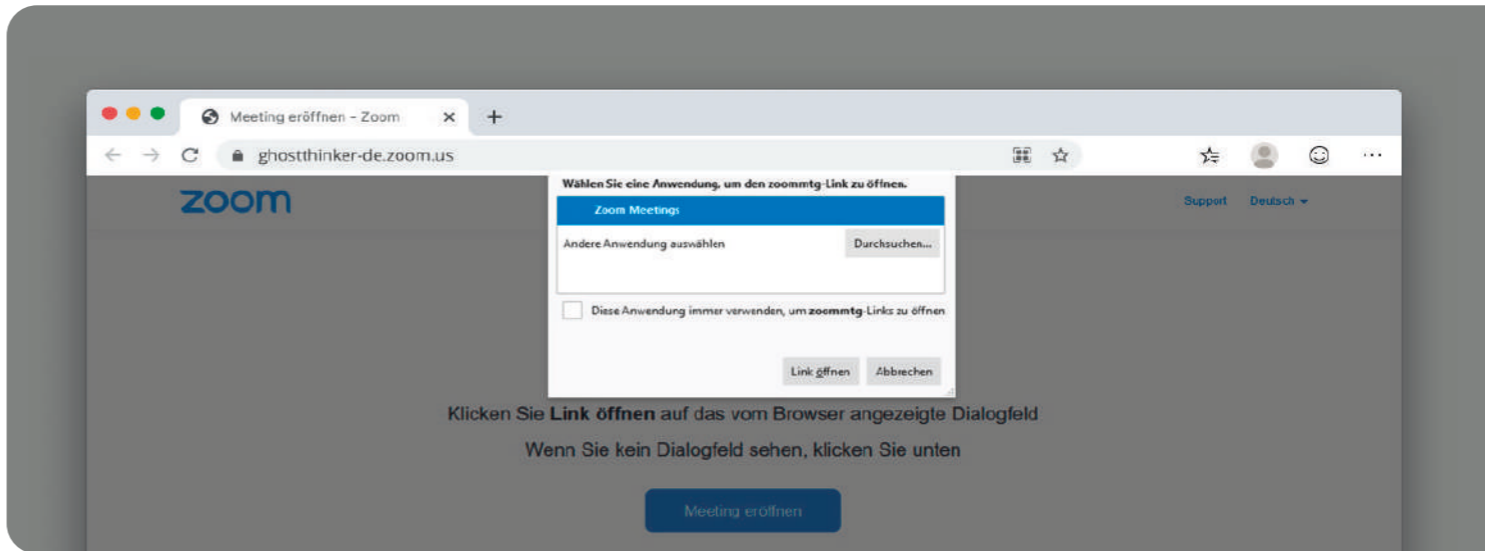 Meeting eröffnen – Zoom
ghostthinker-de.zoom.us
zoom
Support Deutsch
Wählen Sie eine Anwendung, um den zoommtg-Link zu öffnen.
Zoom Meetings
Andere Anwendung auswählen Durchsuchen...
Diese Anwendung immer verwenden, um zoommtg-Links zu öffnen
Link öffnen Abbrechen
Klicken Sie Link öffnen auf das vom Browser angezeigte Dialogfeld
Wenn Sie kein Dialogfeld sehen, klicken Sie unten
Meeting eröffnen